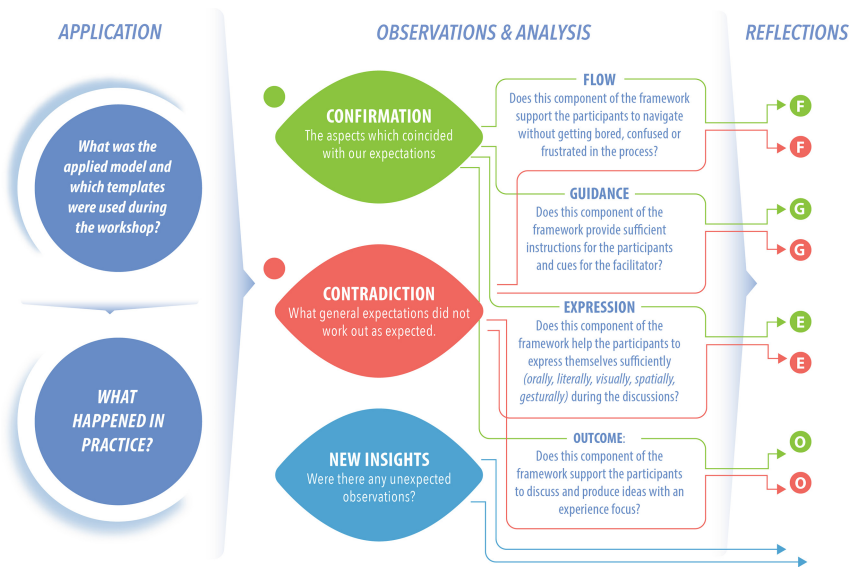 APPLICATION
OBSERVATIONS & ANALYSIS
REFLECTIONS
What was the
applied model and
which templates
were used during
the workshop?
WHAT
HAPPENED IN
PRACTICE?
CONFIRMATION
The aspects which coincided
with our expectations
CONTRADICTION
What general expectations did not
work out as expected.
NEW INSIGHTS
Were there any unexpected
observations?
FLOW
Does this component of the framework
support the participants to navigate
without getting bored, confused or
frustrated in the process?
GUIDANCE
Does this component of the
framework provide sufficient
instructions for the participants
and cues for the facilitator?
EXPRESSION
Does this component of the
framework help the participants to
express themselves sufficiently
(orally, literally, visually, spatially,
gesturally) during the discussions?
OUTCOME:
Does this component of the
framework support the participants
to discuss and produce ideas with an
experience focus?
F
F
G
G
E
E
O
O